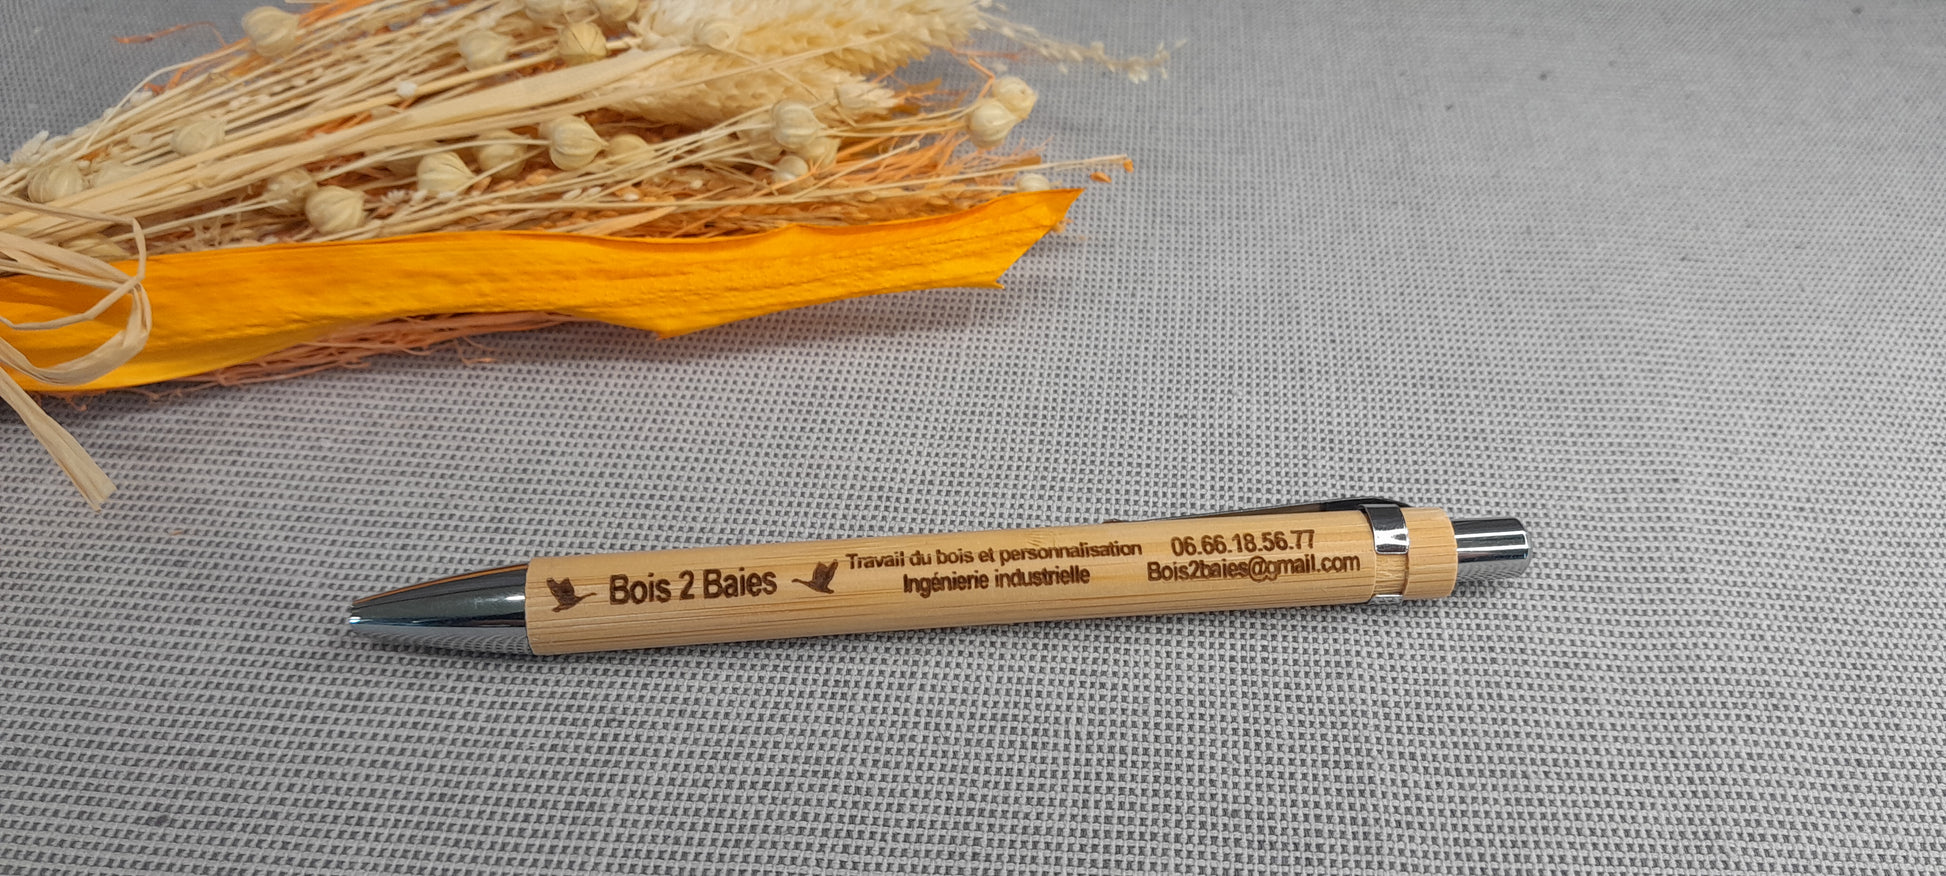 Bois 2 Baies
Travail du bois et personnalisation
Ingénierie industrielle
06.66.18.56.77
Bois2baies@gmail.com